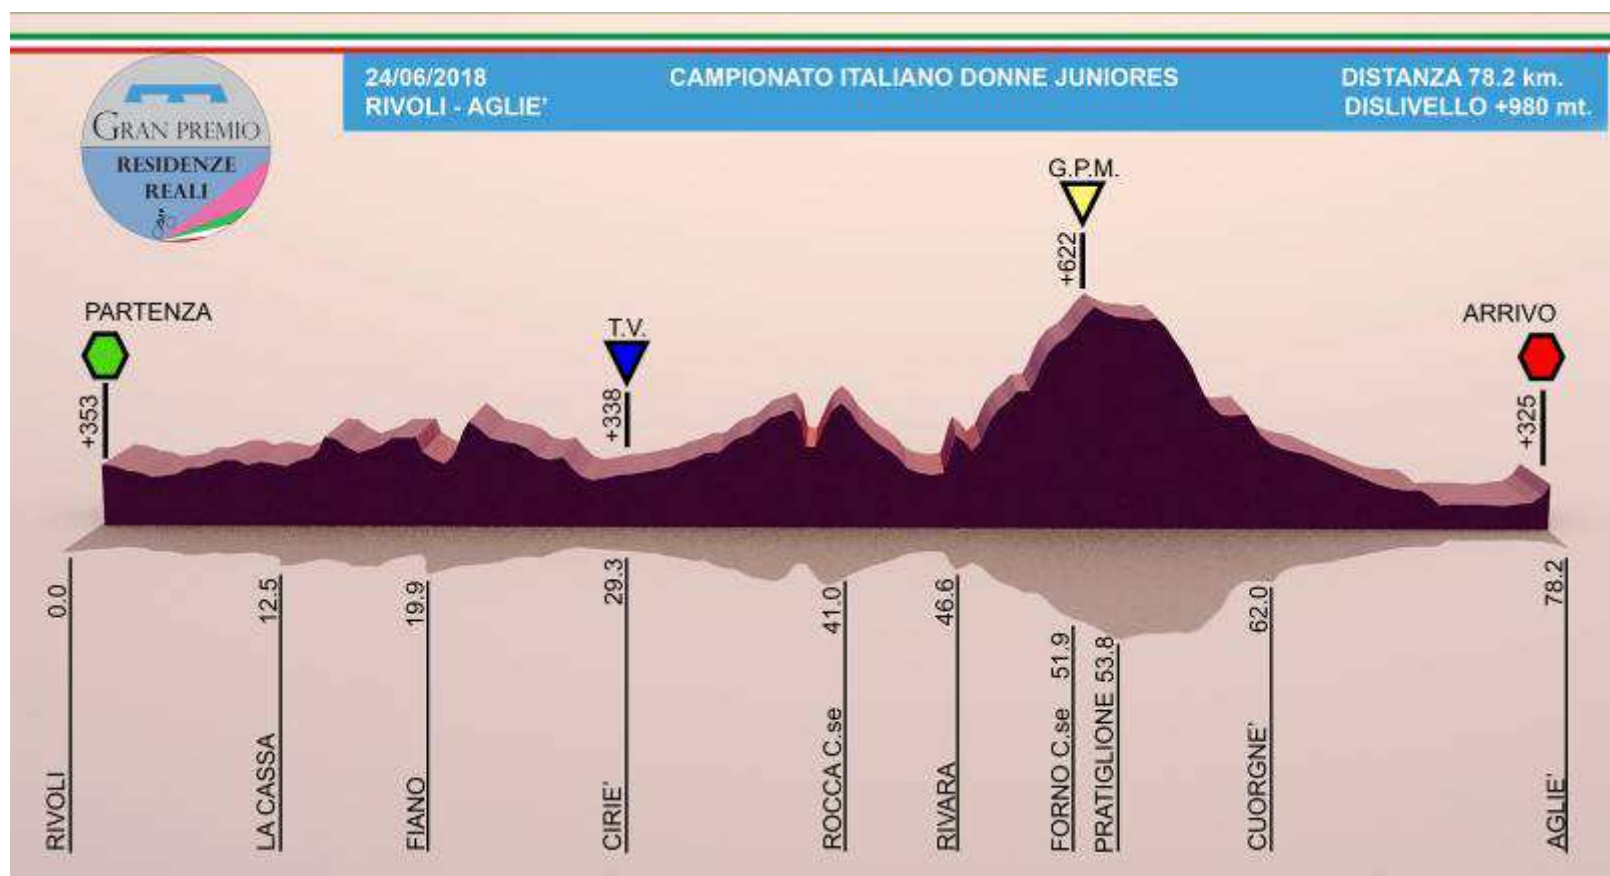 24/06/2018
RIVOLI - AGLIE'
CAMPIONATO ITALIANO DONNE JUNIORES
DISTANZA 78.2 km.
DISLIVELLO +980 mt.
GRAN PREMIO
RESIDENZE
REALI
G.P.M.
+622
PARTENZA
+353
T.V.
+338
ARRIVO
+325
RIVOLI 0.0
LA CASSA 12.5
FIANO 19.9
CIRIE' 29.3
ROCCA C.se 41.0
RIVARA 46.6
FORNO C.se 51.9
PRATIGLIONE 53.8
CUORGNE' 62.0
AGLIE' 78.2